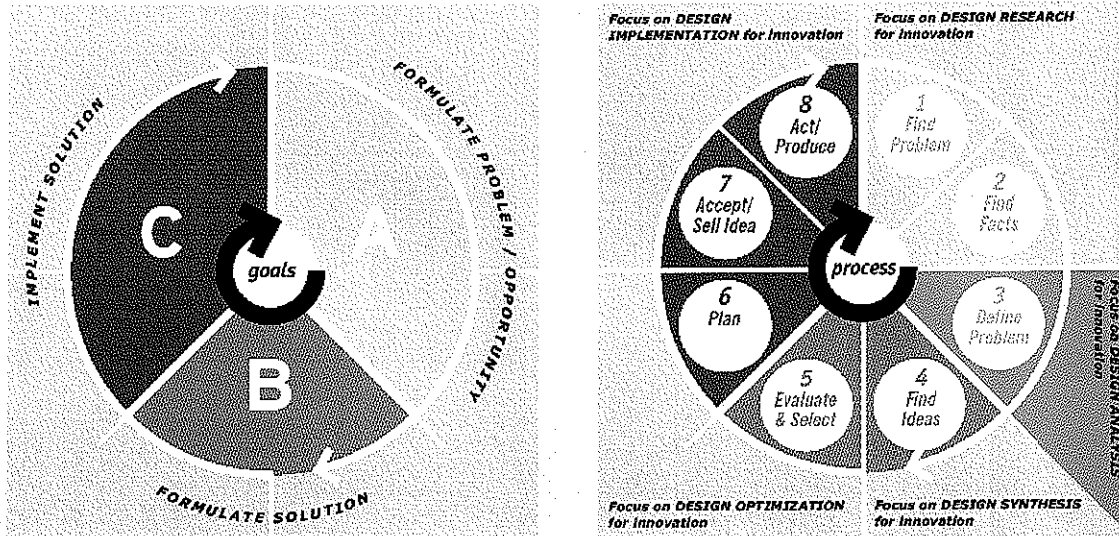 FORMULATE PROBLEM / OPPORTUNITY
A
IMPLEMENT SOLUTION
C
goals
B
FORMULATE SOLUTION
Focus on DESIGN
IMPLEMENTATION for Innovation
Focus on DESIGN RESEARCH
for Innovation
8
Act/
Produce
1
Find
Problem
7
Accept/
Sell Idea
2
Find
Facts
process
6
Plan
3
Define
Problem
FOCUS ON DESIGN ANALYSIS
for Innovation
5
Evaluate
& Select
4
Find
Ideas
Focus on DESIGN OPTIMIZATION
for Innovation
Focus on DESIGN SYNTHESIS
for Innovation